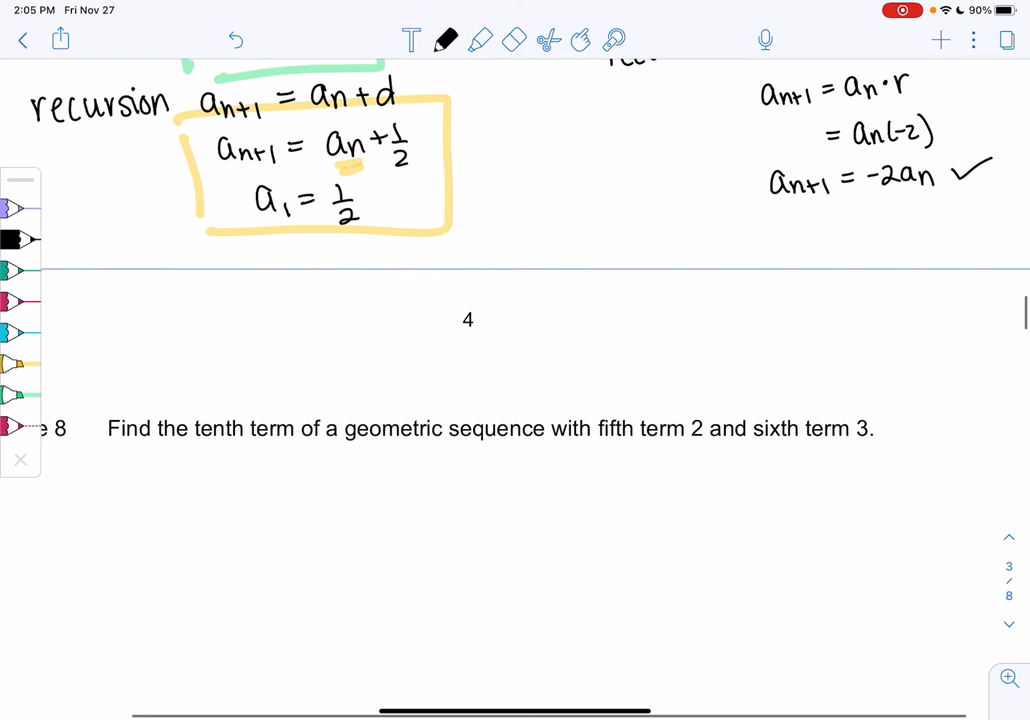 2:05 PM Fri Nov 27
90%
T
recursion aₙ₊₁ = aₙ + d
aₙ₊₁ = aₙ + 1/2
a₁ = 1/2
aₙ₊₁ = aₙ · r
= aₙ(-2)
aₙ₊₁ = -2aₙ ✓
4
e 8 Find the tenth term of a geometric sequence with fifth term 2 and sixth term 3.
3
/
8